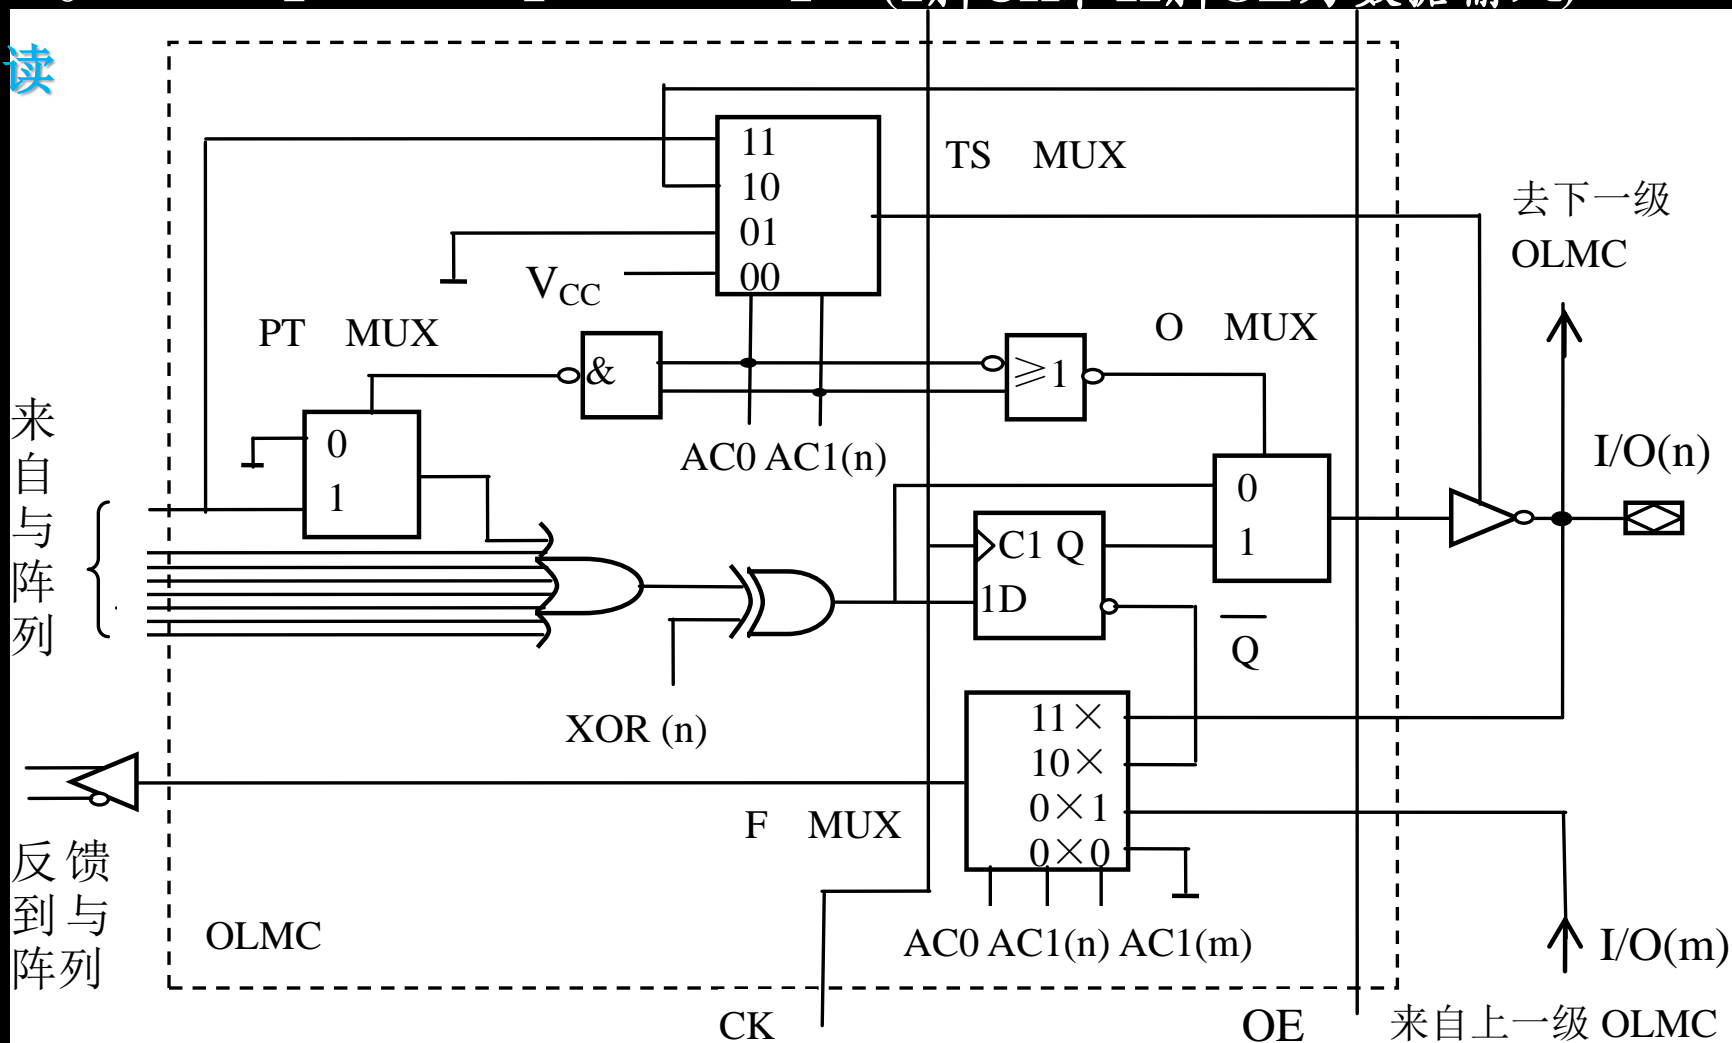 读
11
10
01
00
TS MUX
VCC
去下一级
OLMC
PT MUX
&
≥1
O MUX
0
1
AC0 AC1(n)
来自与阵列
0
1
I/O(n)
C1 Q
1D
Q
XOR (n)
11×
10×
0×1
0×0
F MUX
反馈
到与
阵列
OLMC
AC0 AC1(n) AC1(m)
I/O(m)
CK
OE
来自上一级 OLMC